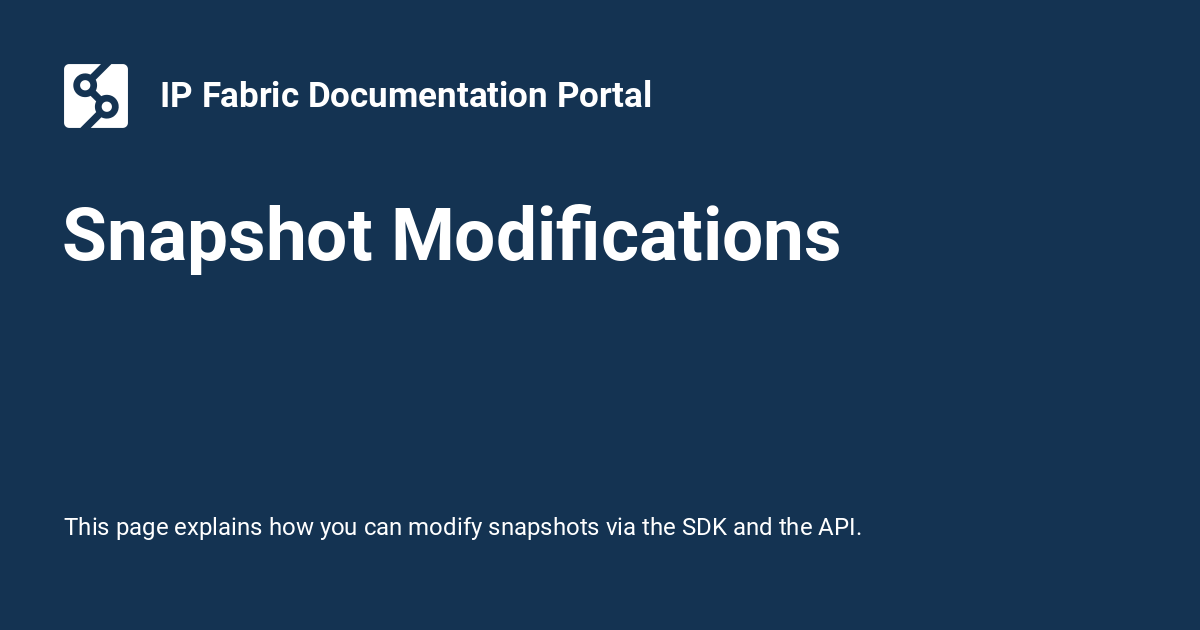 IP Fabric Documentation Portal
Snapshot Modifications
This page explains how you can modify snapshots via the SDK and the API.